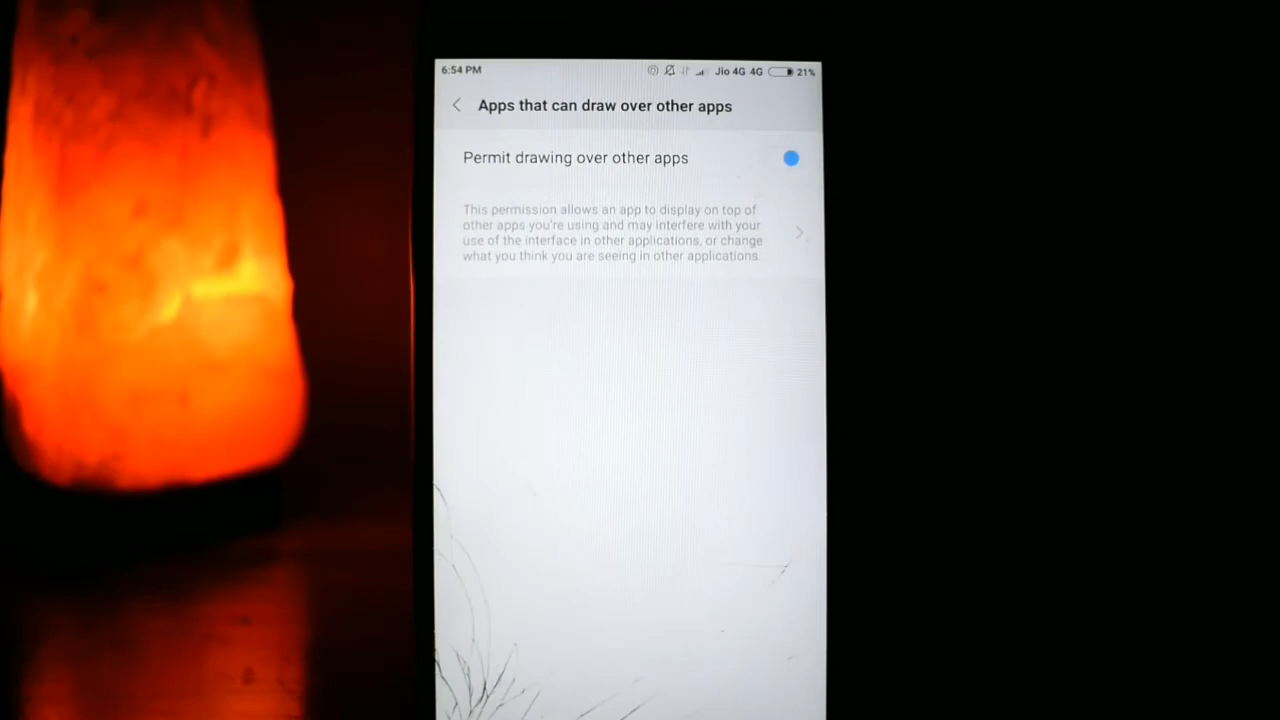 6:54 PM Jio 4G 4G 21%
Apps that can draw over other apps
Permit drawing over other apps
This permission allows an app to display on top of
other apps you're using and may interfere with your
use of the interface in other applications, or change
what you think you are seeing in other applications.